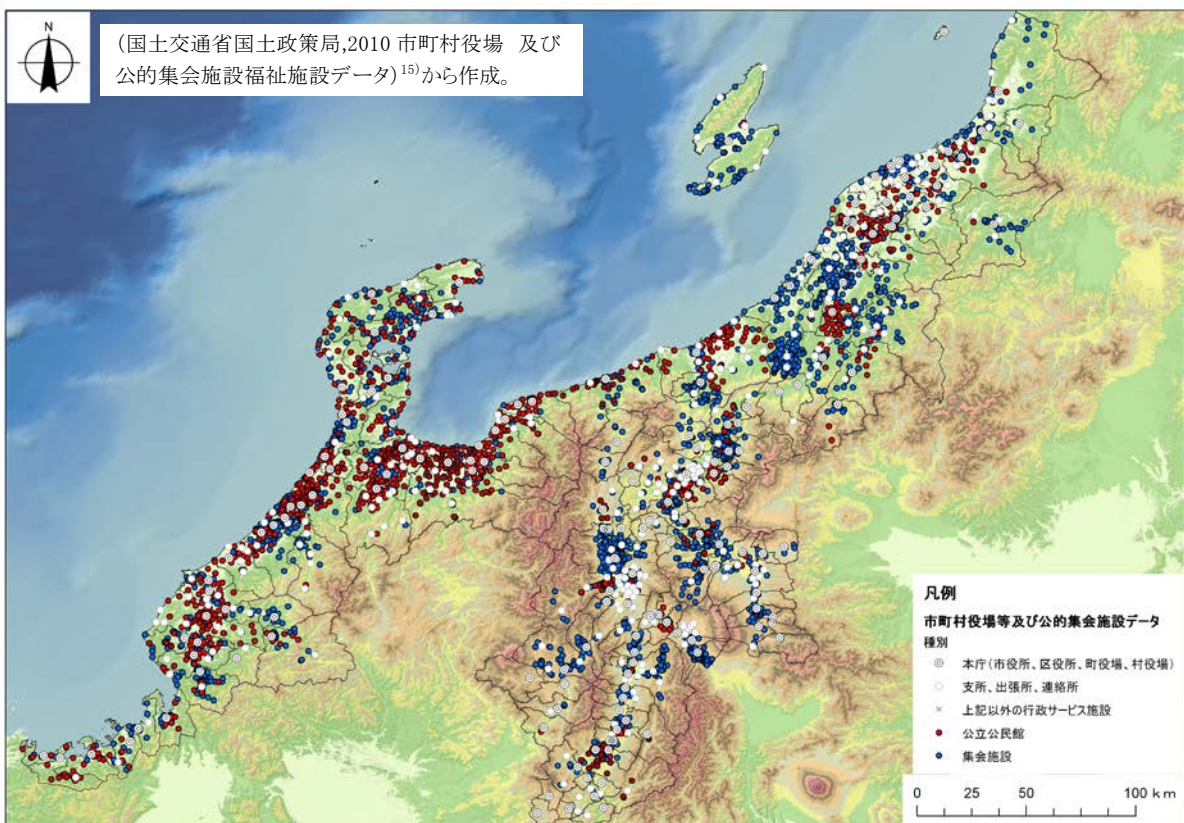 N
(国土交通省国土政策局,2010 市町村役場 及び
公的集会施設福祉施設データ)15)から作成。
凡例
市町村役場等及び公的集会施設データ
種別
本庁(市役所、区役所、町役場、村役場)
支所、出張所、連絡所
上記以外の行政サービス施設
公立公民館
集会施設
0 25 50 100 km